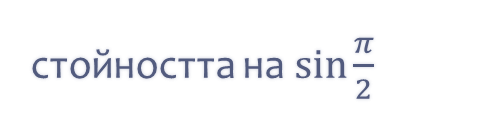 стойността на sin π/2